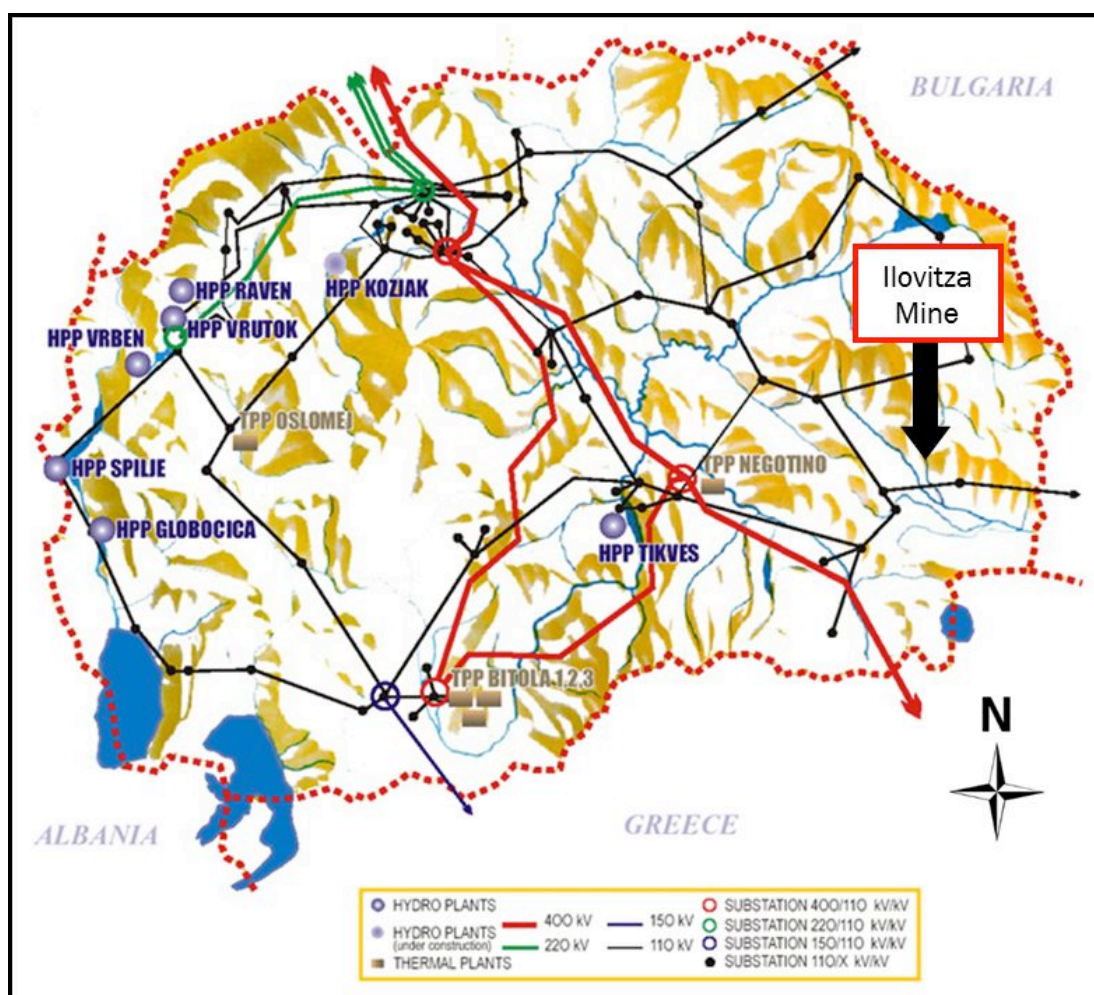 BULGARIA
Ilovitza
Mine
HPP RAVEN
HPP KOZJAK
HPP VRUTOK
HPP VRBEN
TPP OSLOMEJ
HPP SPILJE
TPP NEGOTINO
HPP GLOBOCICA
HPP TIKVES
TPP BITOLA 1,2,3
N
ALBANIA
GREECE
HYDRO PLANTS
HYDRO PLANTS
(under construction)
THERMAL PLANTS
400 kV
220 kV
150 kV
110 kV
SUBSTATION 400/110 kV/kV
SUBSTATION 220/110 kV/kV
SUBSTATION 150/110 kV/kV
SUBSTATION 110/X kV/kV